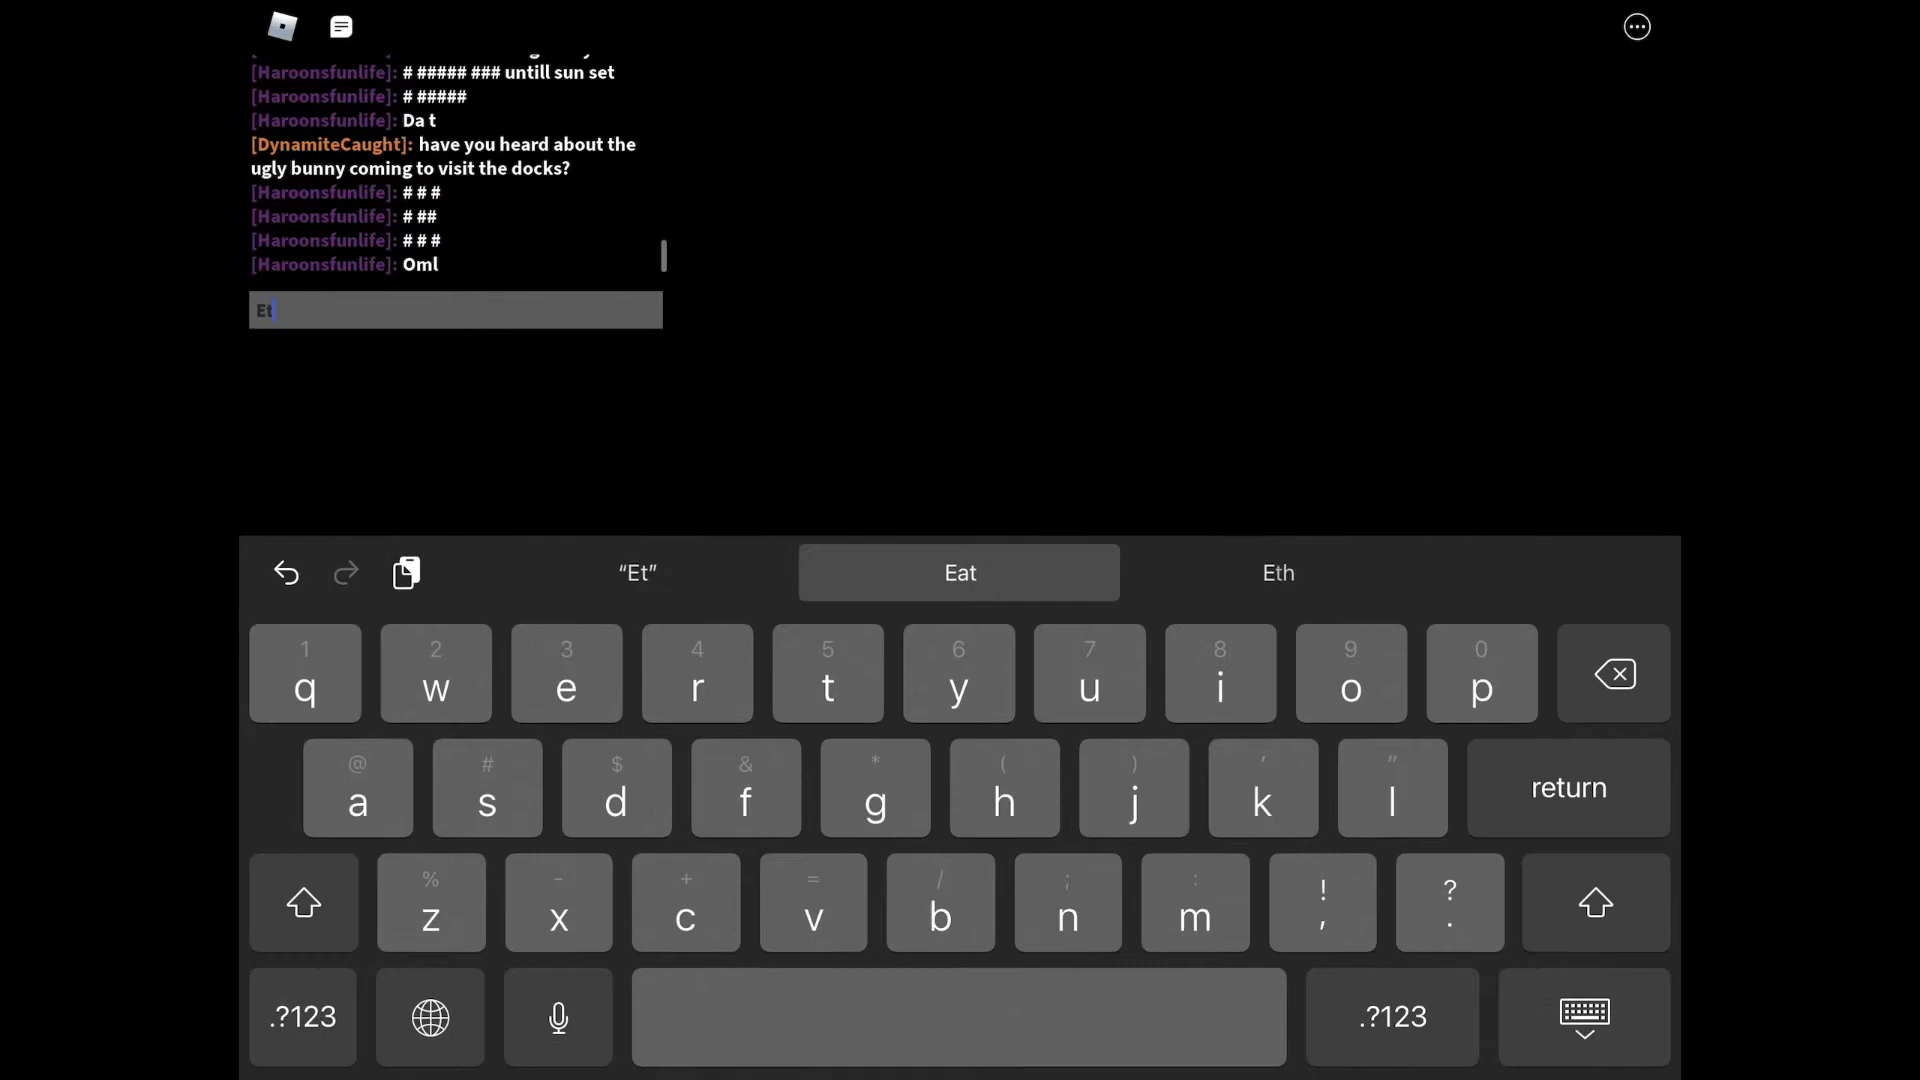 [Haroonsfunlife]: # ##### ### untill sun set
[Haroonsfunlife]: # #####
[Haroonsfunlife]: Da t
[DynamiteCaught]: have you heard about the
ugly bunny coming to visit the docks?
[Haroonsfunlife]: # # #
[Haroonsfunlife]: # ##
[Haroonsfunlife]: # # #
[Haroonsfunlife]: Oml
Et
“Et” Eat Eth
1 2 3 4 5 6 7 8 9 0
q w e r t y u i o p
@ # $ & * ( ) ' "
a s d f g h j k l return
% - + = / ; : ! ?
z x c v b n m , .
.?123 .?123